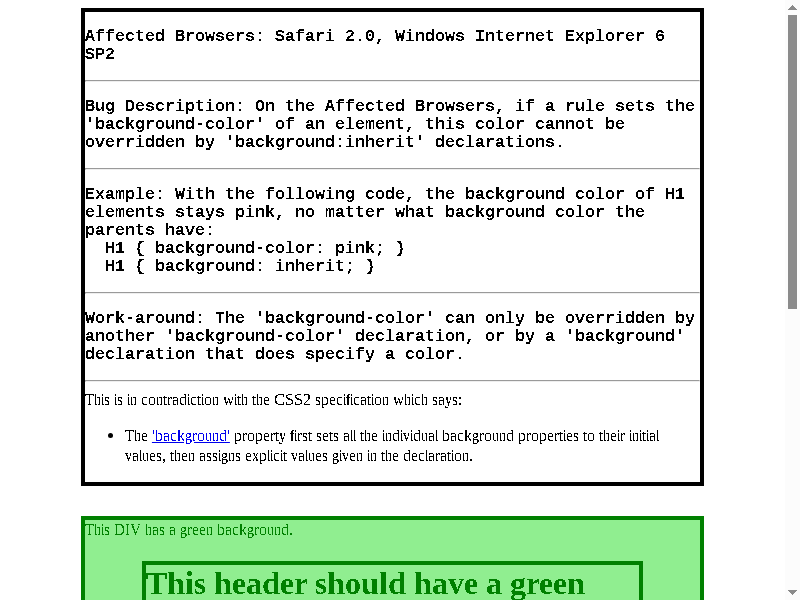 Affected Browsers: Safari 2.0, Windows Internet Explorer 6
SP2
Bug Description: On the Affected Browsers, if a rule sets the
'background-color' of an element, this color cannot be
overridden by 'background:inherit' declarations.
Example: With the following code, the background color of H1
elements stays pink, no matter what background color the
parents have:
H1 { background-color: pink; }
H1 { background: inherit; }
Work-around: The 'background-color' can only be overridden by
another 'background-color' declaration, or by a 'background'
declaration that does specify a color.
This is in contradiction with the CSS2 specification which says:
• The 'background' property first sets all the individual background properties to their initial
values, then assigns explicit values given in the declaration.
This DIV has a green background.
This header should have a green